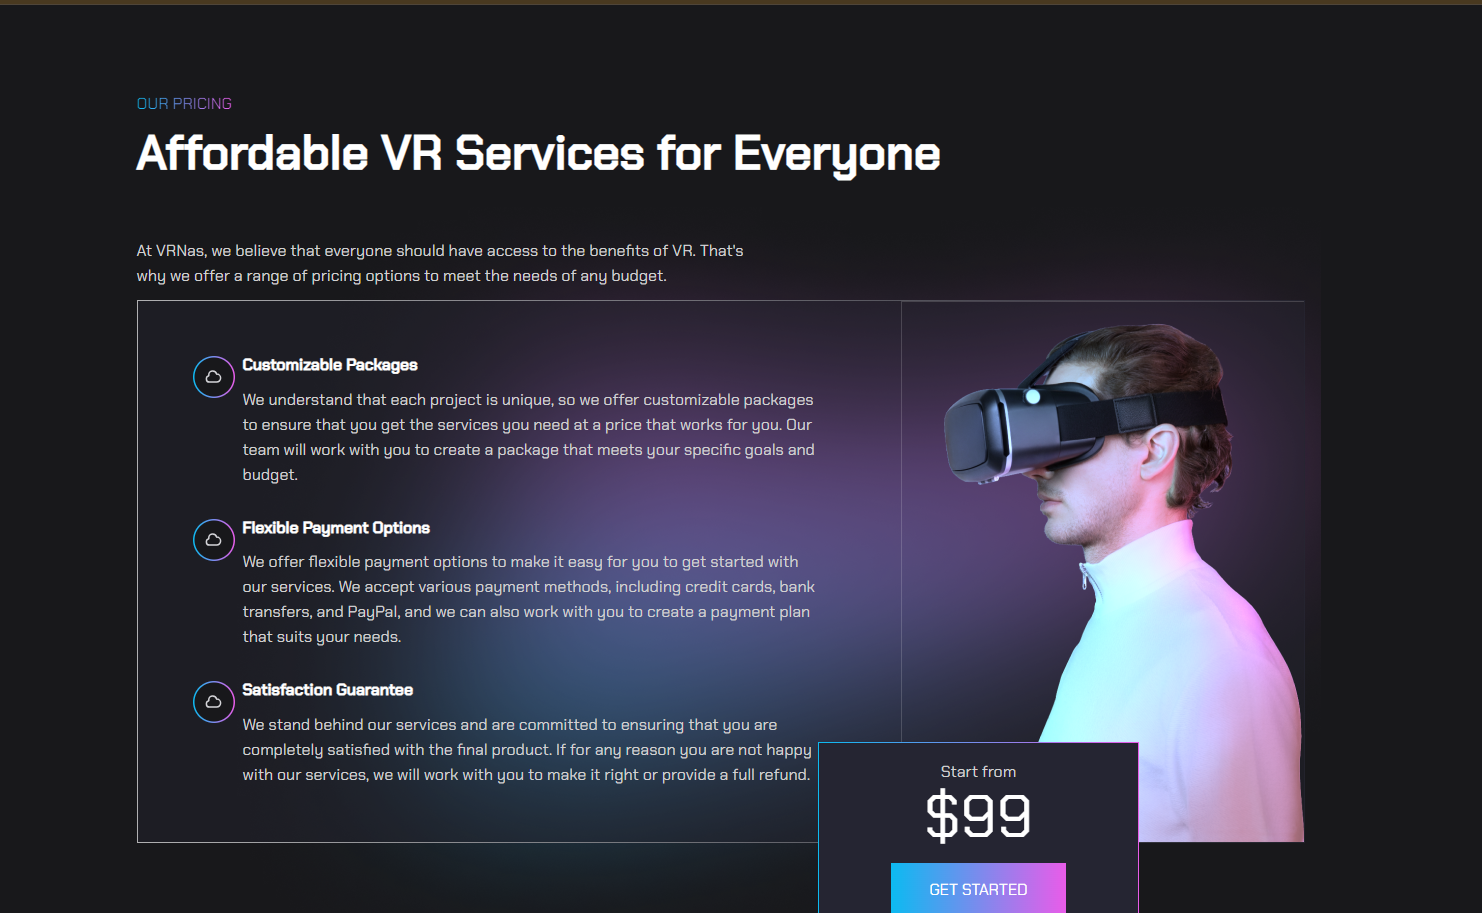 OUR PRICING
Affordable VR Services for Everyone
At VRNas, we believe that everyone should have access to the benefits of VR. That's
why we offer a range of pricing options to meet the needs of any budget.
Customizable Packages
We understand that each project is unique, so we offer customizable packages
to ensure that you get the services you need at a price that works for you. Our
team will work with you to create a package that meets your specific goals and
budget.
Flexible Payment Options
We offer flexible payment options to make it easy for you to get started with
our services. We accept various payment methods, including credit cards, bank
transfers, and PayPal, and we can also work with you to create a payment plan
that suits your needs.
Satisfaction Guarantee
We stand behind our services and are committed to ensuring that you are
completely satisfied with the final product. If for any reason you are not happy
with our services, we will work with you to make it right or provide a full refund.
Start from
$99
GET STARTED